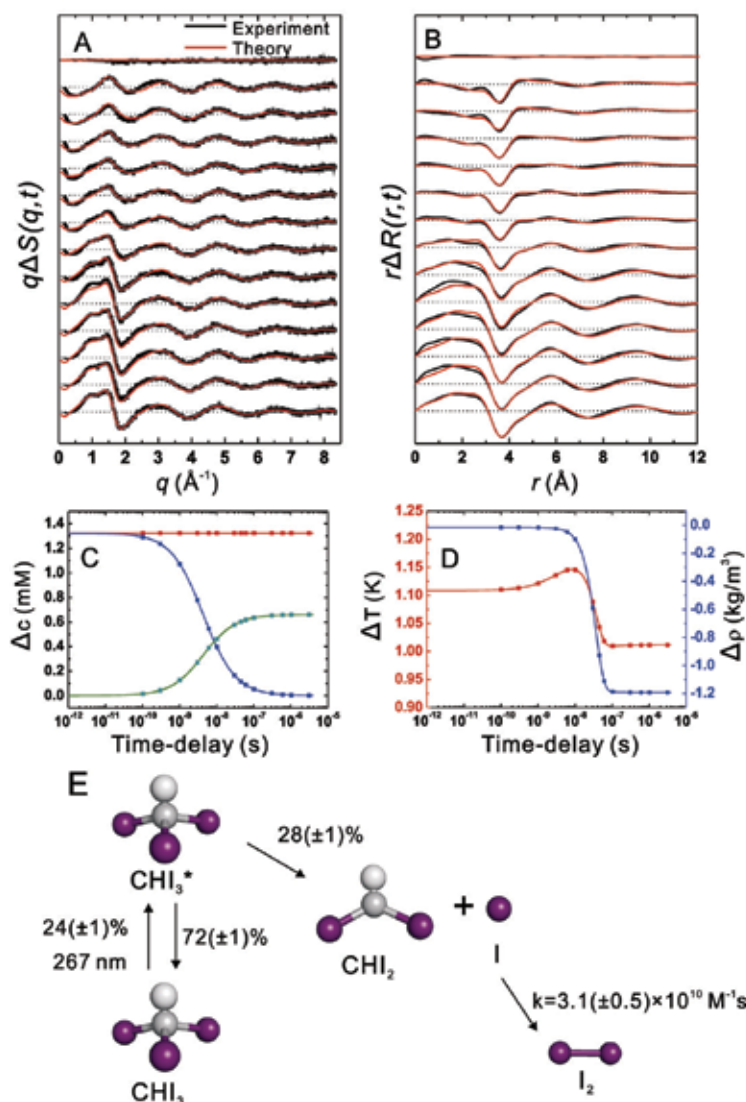 A
Experiment
Theory
qΔS(q,t)
0 1 2 3 4 5 6 7 8
q (Å⁻¹)
B
rΔR(r,t)
0 2 4 6 8 10 12
r (Å)
C
1.4
1.2
1.0
0.8
0.6
0.4
0.2
0.0
Δc (mM)
10⁻¹² 10⁻¹¹ 10⁻¹⁰ 10⁻⁹ 10⁻⁸ 10⁻⁷ 10⁻⁶ 10⁻⁵
Time-delay (s)
D
1.25
1.20
1.15
1.10
1.05
1.00
0.95
0.90
ΔT (K)
0.0
-0.2
-0.4
-0.6
-0.8
-1.0
-1.2
Δρ (kg/m³)
10⁻¹² 10⁻¹¹ 10⁻¹⁰ 10⁻⁹ 10⁻⁸ 10⁻⁷ 10⁻⁶ 10⁻⁵
Time-delay (s)
E
CHI₃*
28(±1)%
24(±1)%
267 nm
72(±1)%
CHI₂
+
I
k=3.1(±0.5)×10¹⁰ M⁻¹s
I₂
CHI₃